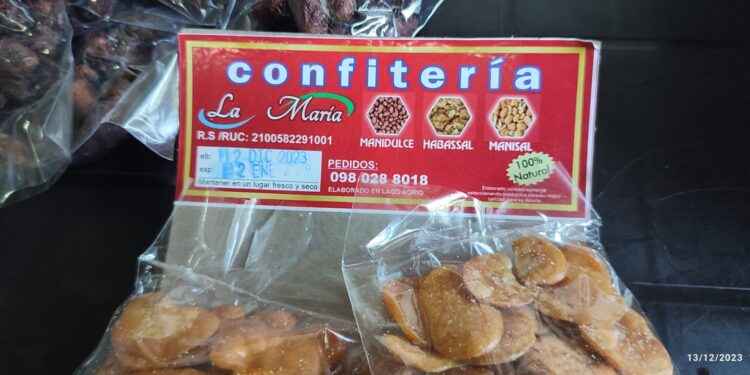 confitería
La María
MANIDULCE HABASSAL MANISAL
R.S /RUC: 2100582291001
elb: 12 DIC 2023
exp: 12 ENE
PEDIDOS:
098 028 8018
Mantener en un lugar fresco y seco
ELABORADO EN LAGO AGRIO
100%
Natural
13/12/2023